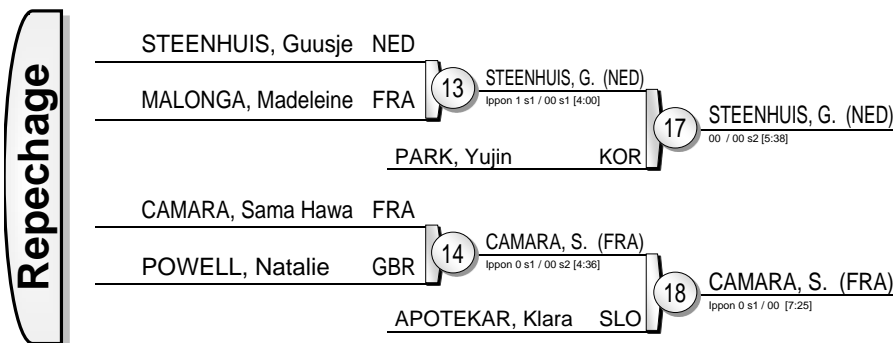 Repechage
STEENHUIS, Guusje NED
MALONGA, Madeleine FRA
13
STEENHUIS, G. (NED)
Ippon 1 s1 / 00 s1 [4:00]
PARK, Yujin KOR
17
STEENHUIS, G. (NED)
00 / 00 s2 [5:38]
CAMARA, Sama Hawa FRA
POWELL, Natalie GBR
14
CAMARA, S. (FRA)
Ippon 0 s1 / 00 s2 [4:36]
APOTEKAR, Klara SLO
18
CAMARA, S. (FRA)
Ippon 0 s1 / 00 [7:25]